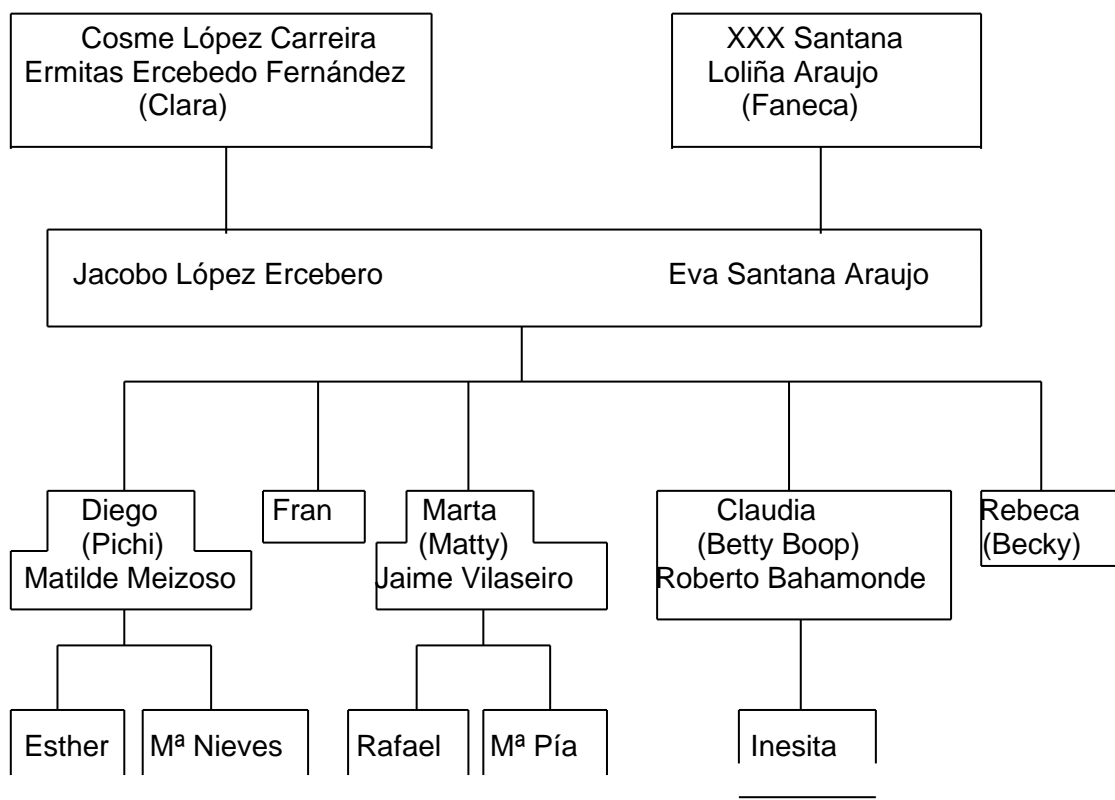 Cosme López Carreira
Ermitas Ercebedo Fernández
(Clara)
XXX Santana
Loliña Araujo
(Faneca)
Jacobo López Ercebero
Eva Santana Araujo
Diego
(Pichi)
Matilde Meizoso
Fran
Marta
(Matty)
Jaime Vilaseiro
Claudia
(Betty Boop)
Roberto Bahamonde
Rebeca
(Becky)
Esther
Mª Nieves
Rafael
Mª Pía
Inesita